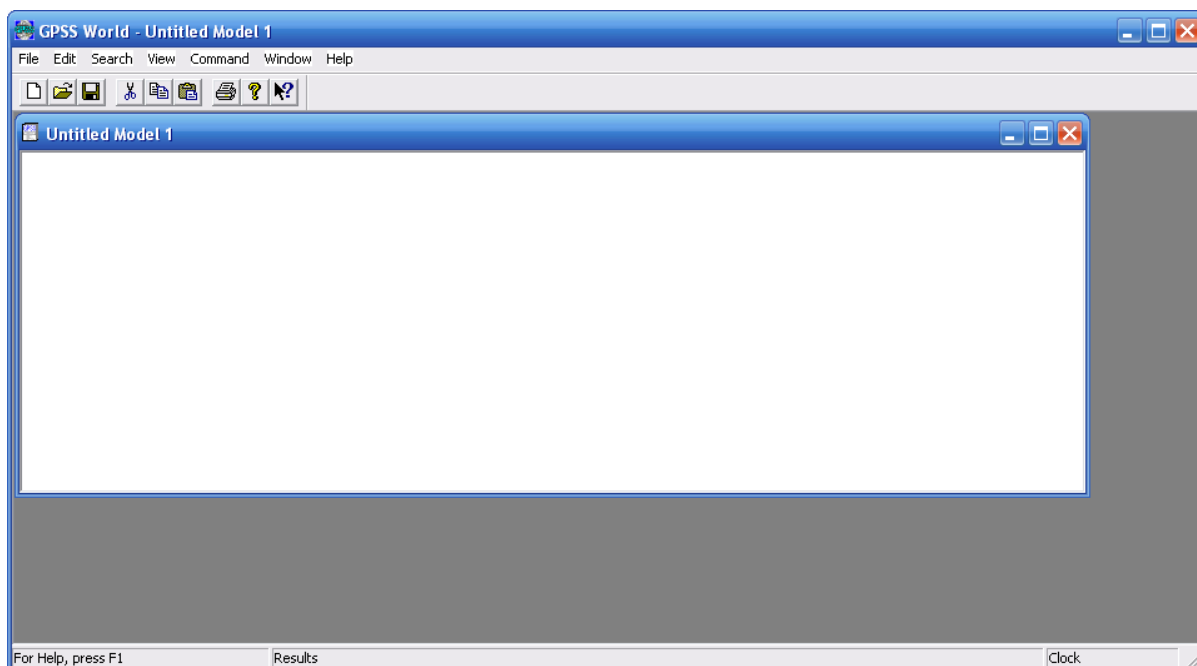 GPSS World - Untitled Model 1
File Edit Search View Command Window Help
Untitled Model 1
For Help, press F1 Results Clock